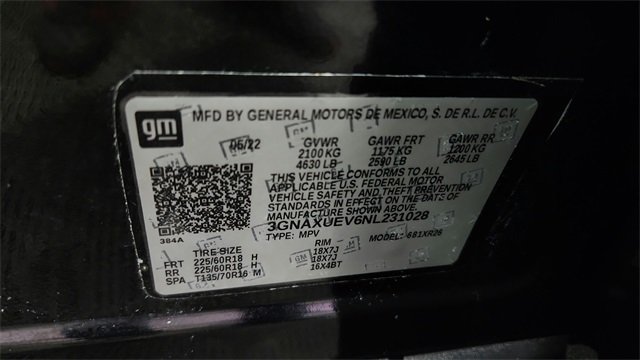 gm MFD BY GENERAL MOTORS DE MEXICO, S. DE R.L. DE C.V.
06/22 GVWR GAWR FRT GAWR RR
2100 KG 1175 KG 1200 KG
4630 LB 2590 LB 2645 LB
THIS VEHICLE CONFORMS TO ALL
APPLICABLE U.S. FEDERAL MOTOR
VEHICLE SAFETY AND THEFT PREVENTION
STANDARDS IN EFFECT ON THE DATE OF
MANUFACTURE SHOWN ABOVE.
3GNAXUEV6NL231028
384A TYPE: MPV MODEL: 681XR26
TIRE SIZE RIM
FRT 225/60R18 H 18X7J
RR 225/60R18 H 18X7J
SPA T135/70R16 M 16X4BT